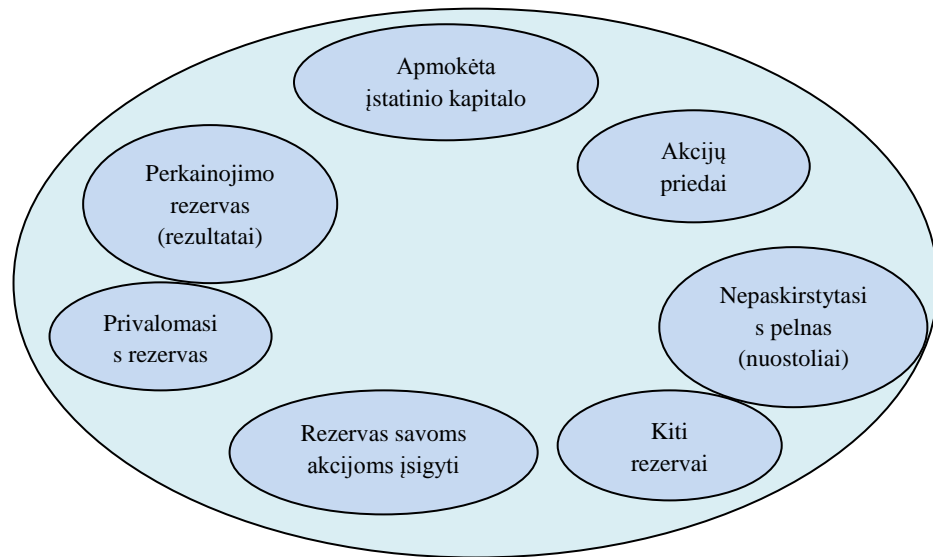 Apmokėta
įstatinio kapitalo
Akcijų
priedai
Perkainojimo
rezervas
(rezultatai)
Nepaskirstytasi
s pelnas
(nuostoliai)
Privalomasi
s rezervas
Rezervas savoms
akcijoms įsigyti
Kiti
rezervai